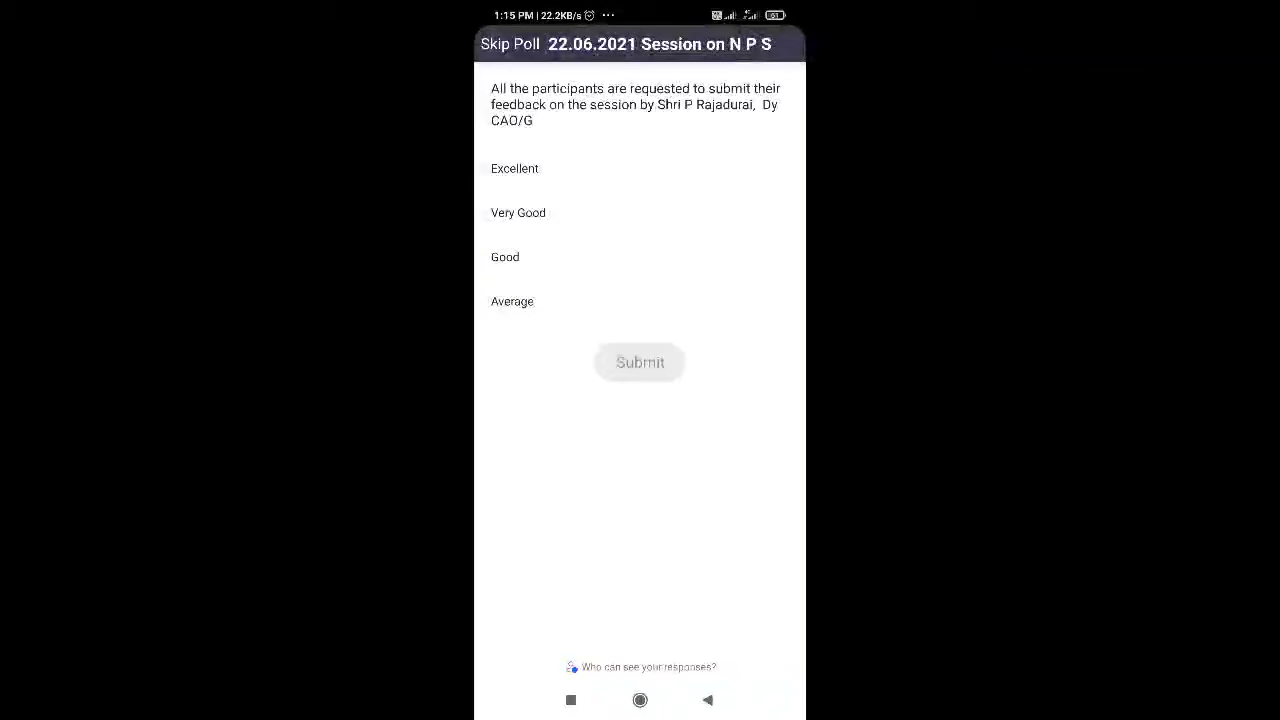 1:15 PM | 22.2KB/s
61
Skip Poll 22.06.2021 Session on N P S
All the participants are requested to submit their
feedback on the session by Shri P Rajadurai, Dy
CAO/G
Excellent
Very Good
Good
Average
Submit
Who can see your responses?